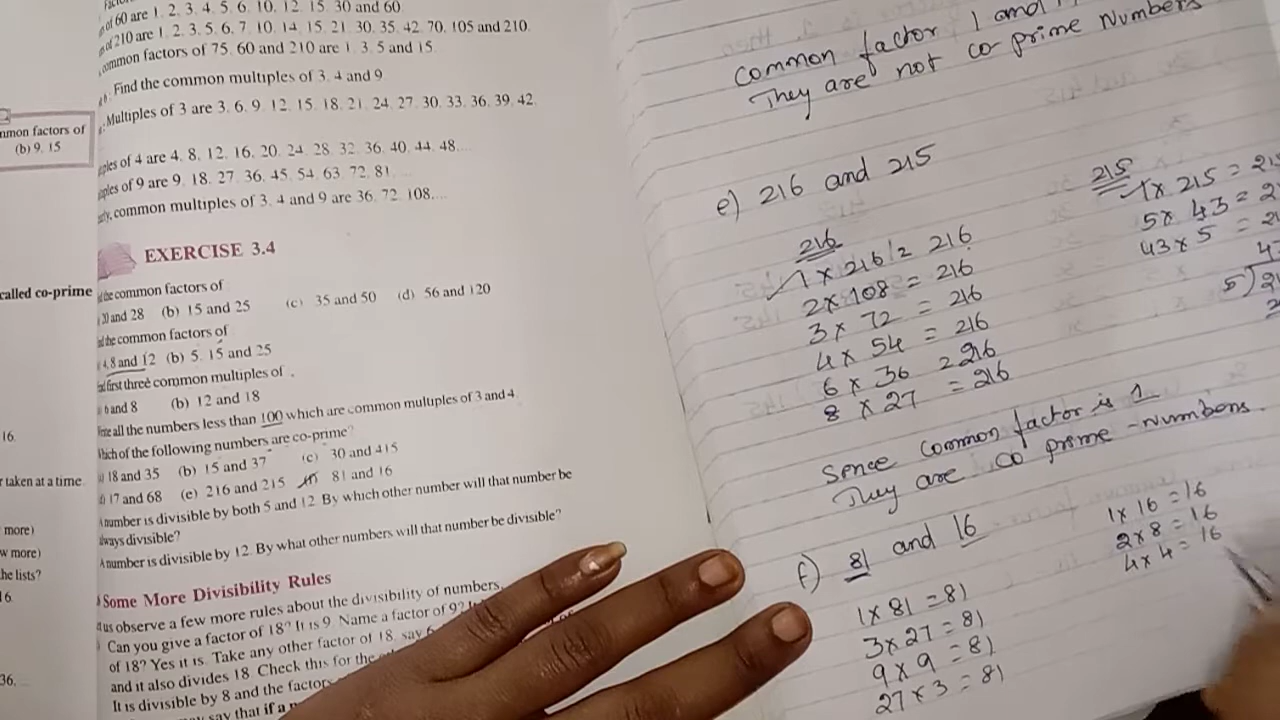 of 60 are 1, 2, 3, 4, 5, 6, 10, 12, 15, 30 and 60
of 210 are 1, 2, 3, 5, 6, 7, 10, 14, 15, 21, 30, 35, 42, 70, 105 and 210
common factors of 75, 60 and 210 are 1, 3, 5 and 15
Find the common multiples of 3, 4 and 9
Multiples of 3 are 3, 6, 9, 12, 15, 18, 21, 24, 27, 30, 33, 36, 39, 42,
of 4 are 4, 8, 12, 16, 20, 24, 28, 32, 36, 40, 44, 48,...
of 9 are 9, 18, 27, 36, 45, 54, 63, 72, 81, ...
common multiples of 3, 4 and 9 are 36, 72, 108,...
factors of
(b) 9, 15
EXERCISE 3.4
common factors of
20 and 28 (b) 15 and 25 (c) 35 and 50 (d) 56 and 120
common factors of
4, 8 and 12 (b) 5, 15 and 25
first three common multiples of
6 and 8 (b) 12 and 18
all the numbers less than 100 which are common multiples of 3 and 4
of the following numbers are co-prime?
18 and 35 (b) 15 and 37 (c) 30 and 415
17 and 68 (e) 216 and 215 81 and 16
number is divisible by both 5 and 12. By which other number will that number be
always divisible?
A number is divisible by 12. By what other numbers will that number be divisible?
Some More Divisibility Rules
us observe a few more rules about the divisibility of numbers.
Can you give a factor of 18? It is 9. Name a factor of 9?
of 18? Yes it is. Take any other factor of 18, say 6
and it also divides 18. Check this for the
It is divisible by 8 and the factors
say that if a
called co-prime
16.
taken at a time
more)
more)
the lists?
16
36, ...
Common factor 1 and
They are not co prime Numbers
e) 216 and 215
216
1 x 216 = 216
2x 108 = 216
3 x 72 = 216
4 x 54 = 216
6 x 36 = 216
8 x 27 = 216
215
1x 215 =
5x 43 =
43x5 =
5)
Sence Common factor is 1
They are co prime-Numbers.
f) 81 and 16
1 x 81 = 81
3x 27 = 81
9 x 9 = 81
27 x 3 = 81
1x 16 = 16
2x8 = 16
4x 4 = 16